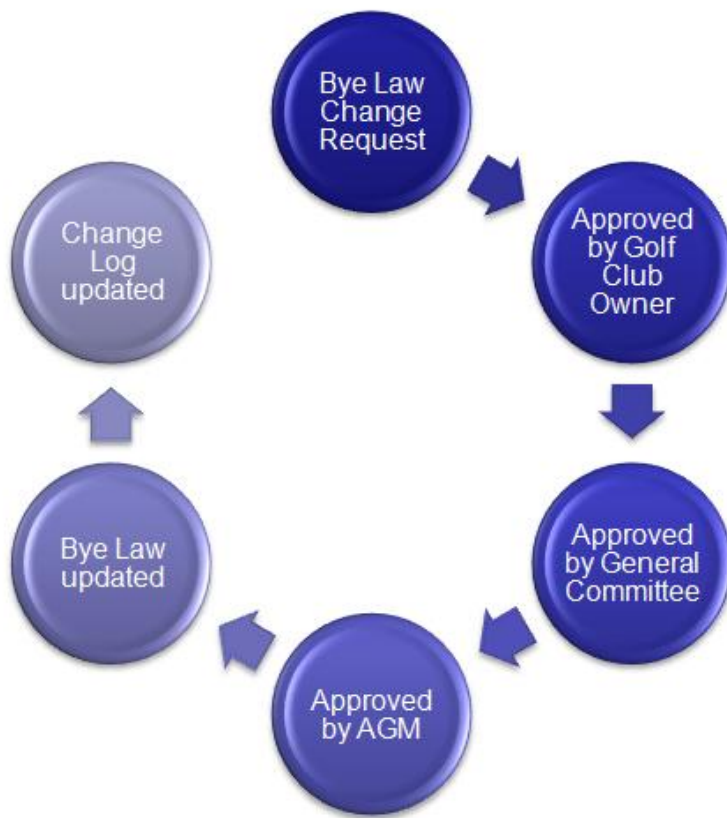 Bye Law
Change
Request
Approved
by Golf
Club
Owner
Approved
by General
Committee
Approved
by AGM
Bye Law
updated
Change
Log
updated